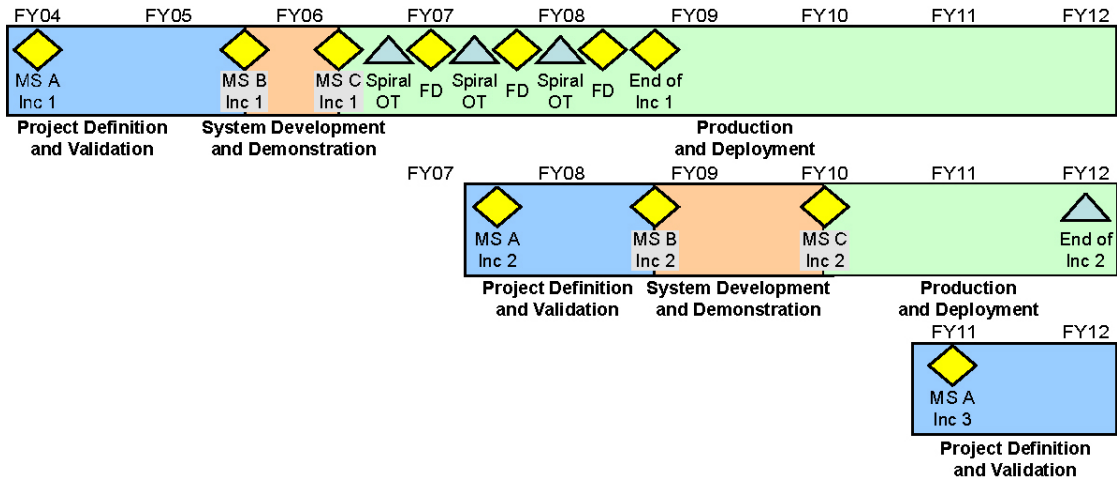 FY04 FY05 FY06 FY07 FY08 FY09 FY10 FY11 FY12
MS A MS B MS C Spiral FD Spiral FD Spiral FD End of
Inc 1 Inc 1 Inc 1 OT OT OT Inc 1
Project Definition System Development Production
and Validation and Demonstration and Deployment
FY07 FY08 FY09 FY10 FY11 FY12
MS A MS B MS C End of
Inc 2 Inc 2 Inc 2 Inc 2
Project Definition System Development Production
and Validation and Demonstration and Deployment
FY11 FY12
MS A
Inc 3
Project Definition
and Validation